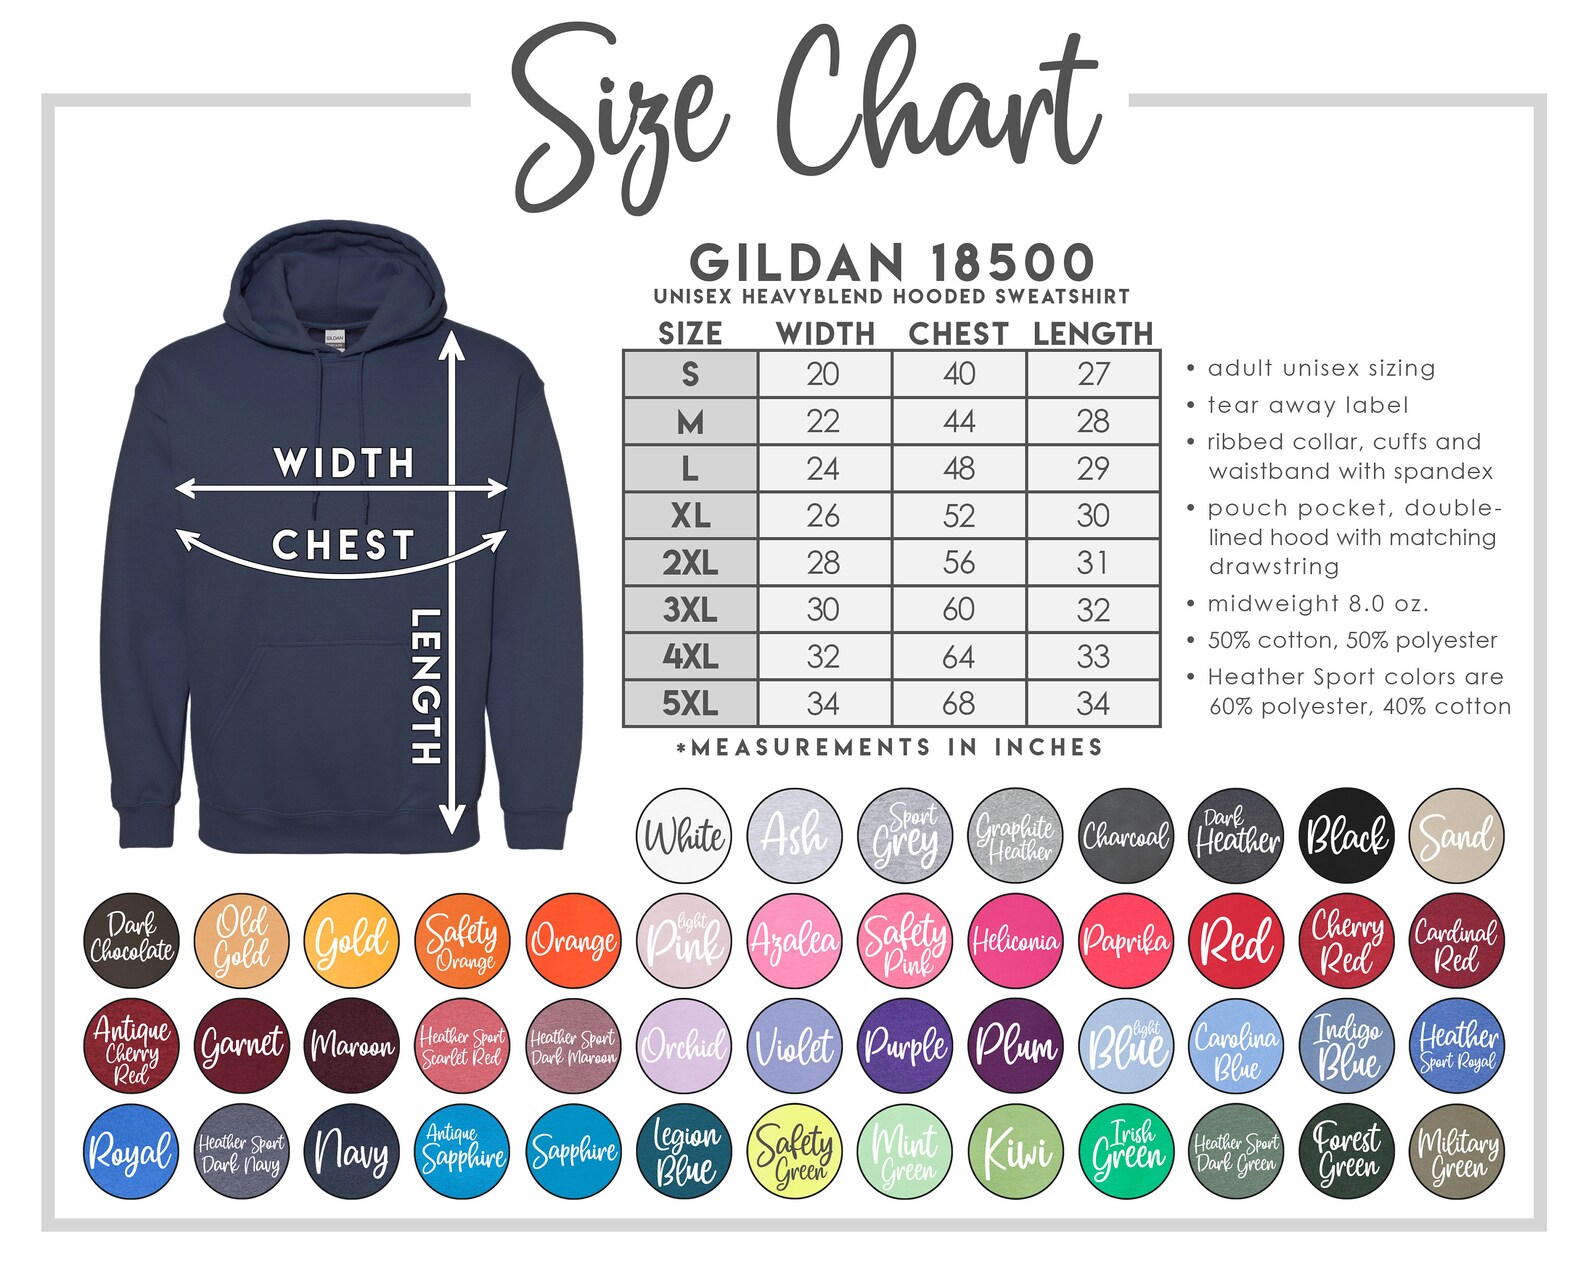 Size Chart
GILDAN 18500
UNISEX HEAVYBLEND HOODED SWEATSHIRT
SIZE WIDTH CHEST LENGTH
S 20 40 27
M 22 44 28
L 24 48 29
XL 26 52 30
2XL 28 56 31
3XL 30 60 32
4XL 32 64 33
5XL 34 68 34
*MEASUREMENTS IN INCHES
GILDAN
WIDTH
CHEST
LENGTH
• adult unisex sizing
• tear away label
• ribbed collar, cuffs and
waistband with spandex
• pouch pocket, double-
lined hood with matching
drawstring
• midweight 8.0 oz.
• 50% cotton, 50% polyester
• Heather Sport colors are
60% polyester, 40% cotton
White
Ash
Sport
Grey
Graphite
Heather
Charcoal
Dark
Heather
Black
Sand
Dark
Chocolate
Old
Gold
Gold
Safety
Orange
Orange
light
Pink
Azalea
Safety
Pink
Heliconia
Paprika
Red
Cherry
Red
Cardinal
Red
Antique
Cherry
Red
Garnet
Maroon
Heather Sport
Scarlet Red
Heather Sport
Dark Maroon
Orchid
Violet
Purple
Plum
light
Blue
Carolina
Blue
Indigo
Blue
Heather
Sport Royal
Royal
Heather Sport
Dark Navy
Navy
Antique
Sapphire
Sapphire
Legion
Blue
Safety
Green
Mint
Green
Kiwi
Irish
Green
Heather Sport
Dark Green
Forest
Green
Military
Green